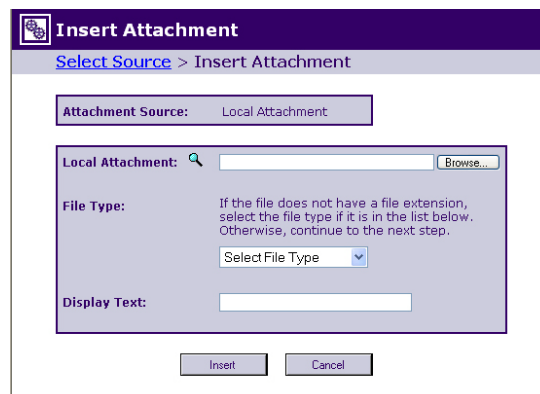 Insert Attachment
Select Source > Insert Attachment
Attachment Source: Local Attachment
Local Attachment: Browse...
File Type: If the file does not have a file extension,
select the file type if it is in the list below.
Otherwise, continue to the next step.
Select File Type
Display Text:
Insert Cancel